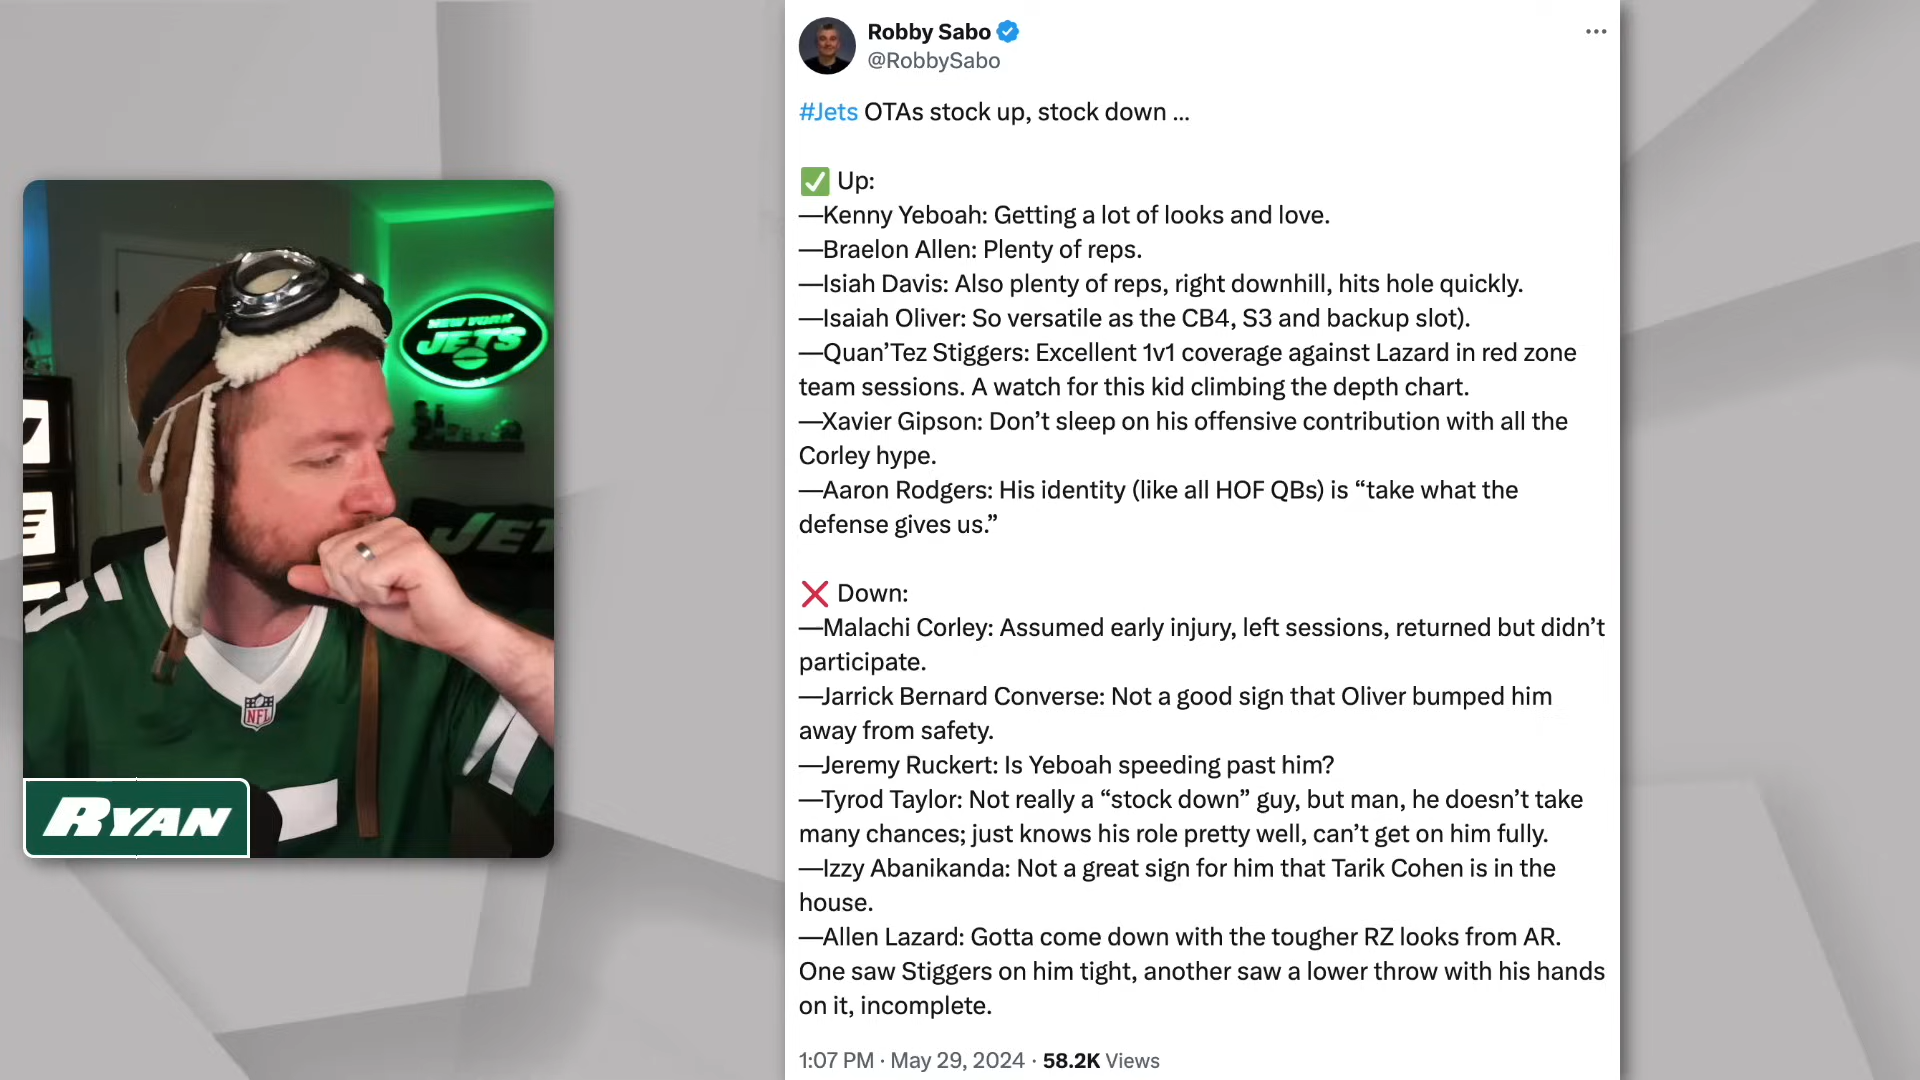 Robby Sabo
@RobbySabo
#Jets OTAs stock up, stock down ...
✅ Up:
—Kenny Yeboah: Getting a lot of looks and love.
—Braelon Allen: Plenty of reps.
—Isiah Davis: Also plenty of reps, right downhill, hits hole quickly.
—Isaiah Oliver: So versatile as the CB4, S3 and backup slot).
—Quan’Tez Stiggers: Excellent 1v1 coverage against Lazard in red zone
team sessions. A watch for this kid climbing the depth chart.
—Xavier Gipson: Don’t sleep on his offensive contribution with all the
Corley hype.
—Aaron Rodgers: His identity (like all HOF QBs) is “take what the
defense gives us.”
❌ Down:
—Malachi Corley: Assumed early injury, left sessions, returned but didn’t
participate.
—Jarrick Bernard Converse: Not a good sign that Oliver bumped him
away from safety.
—Jeremy Ruckert: Is Yeboah speeding past him?
—Tyrod Taylor: Not really a “stock down” guy, but man, he doesn’t take
many chances; just knows his role pretty well, can’t get on him fully.
—Izzy Abanikanda: Not a great sign for him that Tarik Cohen is in the
house.
—Allen Lazard: Gotta come down with the tougher RZ looks from AR.
One saw Stiggers on him tight, another saw a lower throw with his hands
on it, incomplete.
1:07 PM · May 29, 2024 · 58.2K Views
NEW YORK
JETS
JET
NFL
RYAN